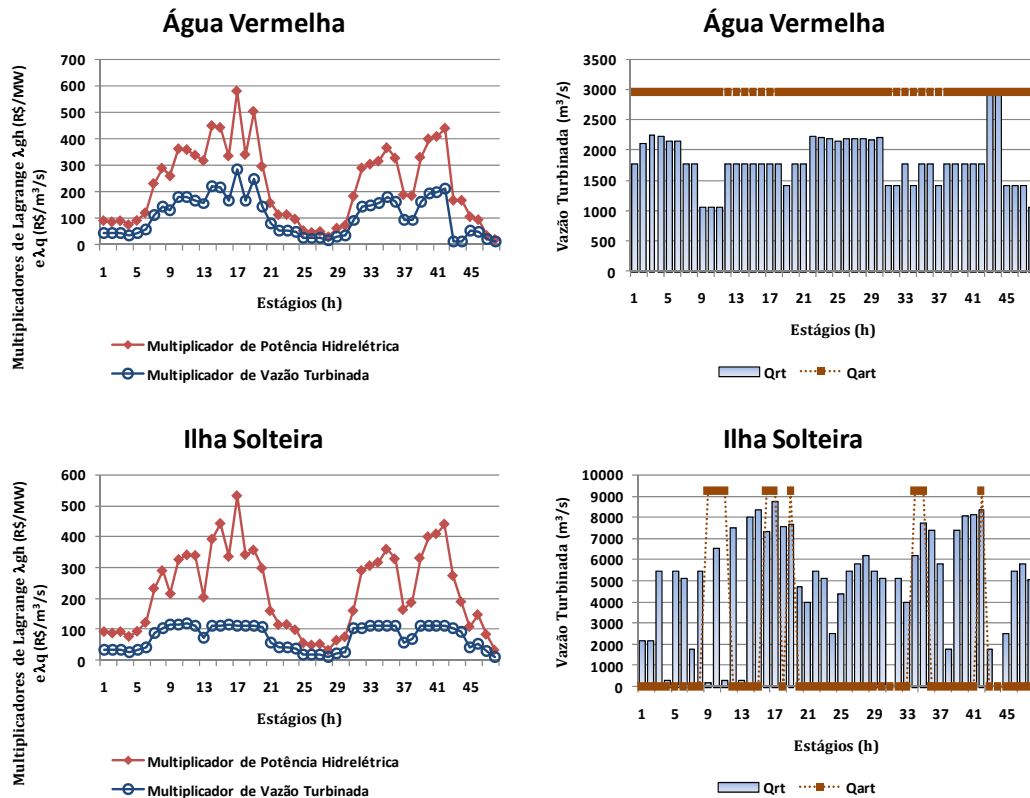 Água Vermelha
Multiplicadores de Lagrange λgh (R$/MW)
e λq (R$/m³/s)
700
600
500
400
300
200
100
0
1 5 9 13 17 21 25 29 33 37 41 45
Estágios (h)
Multiplicador de Potência Hidrelétrica
Multiplicador de Vazão Turbinada
Água Vermelha
Vazão Turbinada (m³/s)
3500
3000
2500
2000
1500
1000
500
0
1 5 9 13 17 21 25 29 33 37 41 45
Estágios (h)
Qrt Qart
Ilha Solteira
Multiplicadores de Lagrange λgh (R$/MW)
e λq (R$/m³/s)
600
500
400
300
200
100
0
1 5 9 13 17 21 25 29 33 37 41 45
Estágios (h)
Multiplicador de Potência Hidrelétrica
Multiplicador de Vazão Turbinada
Ilha Solteira
Vazão Turbinada (m³/s)
10000
9000
8000
7000
6000
5000
4000
3000
2000
1000
0
1 5 9 13 17 21 25 29 33 37 41 45
Estágios (h)
Qrt Qart